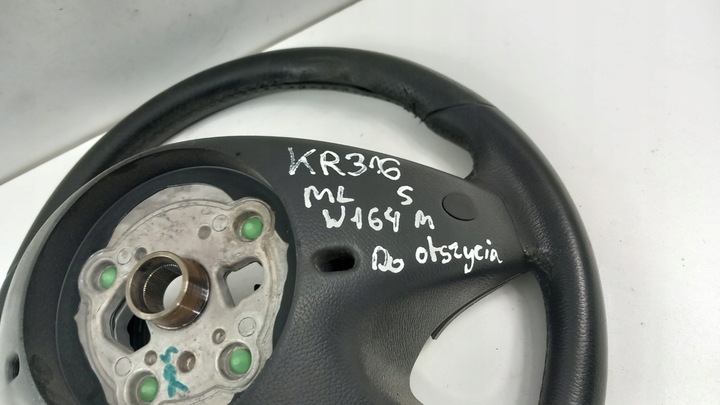 KR316
ML S
W164 M
Do obszycia